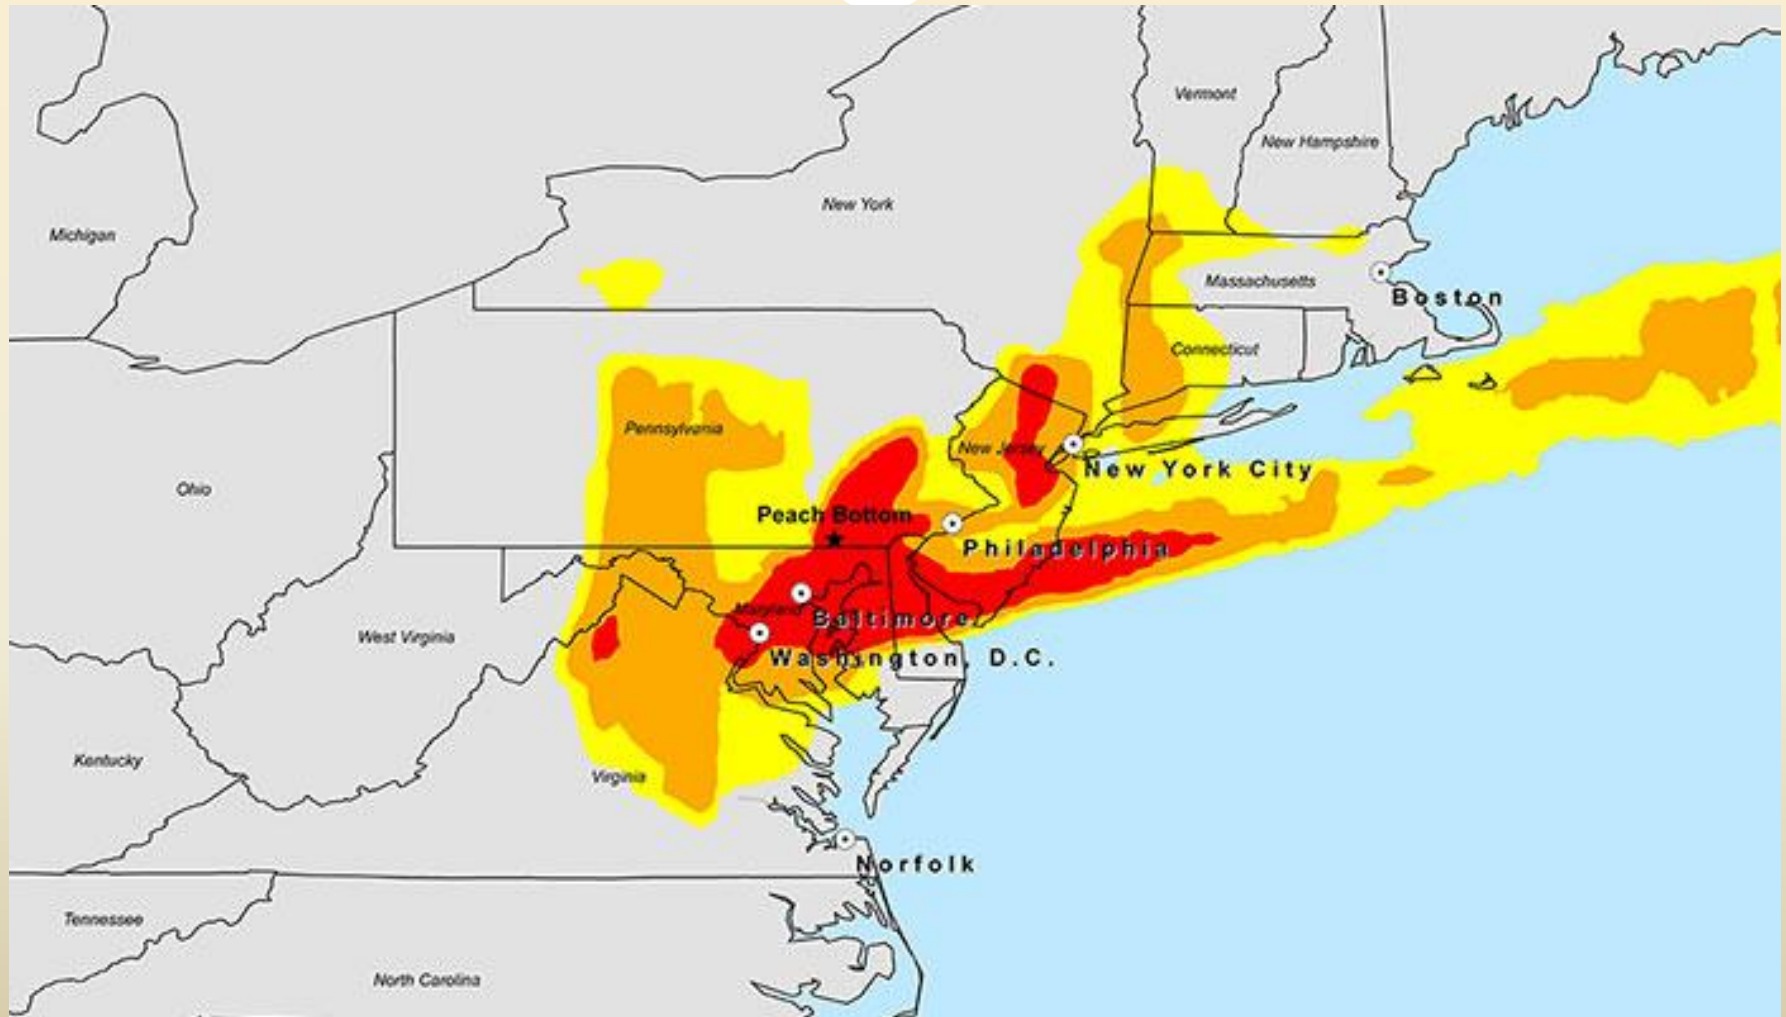 Vermont
New Hampshire
New York
Michigan
Massachusetts
Boston
Connecticut
Pennsylvania
New Jersey
New York City
Ohio
Peach Bottom
Philadelphia
Maryland
Baltimore
West Virginia
Washington, D.C.
Kentucky
Virginia
Norfolk
Tennessee
North Carolina